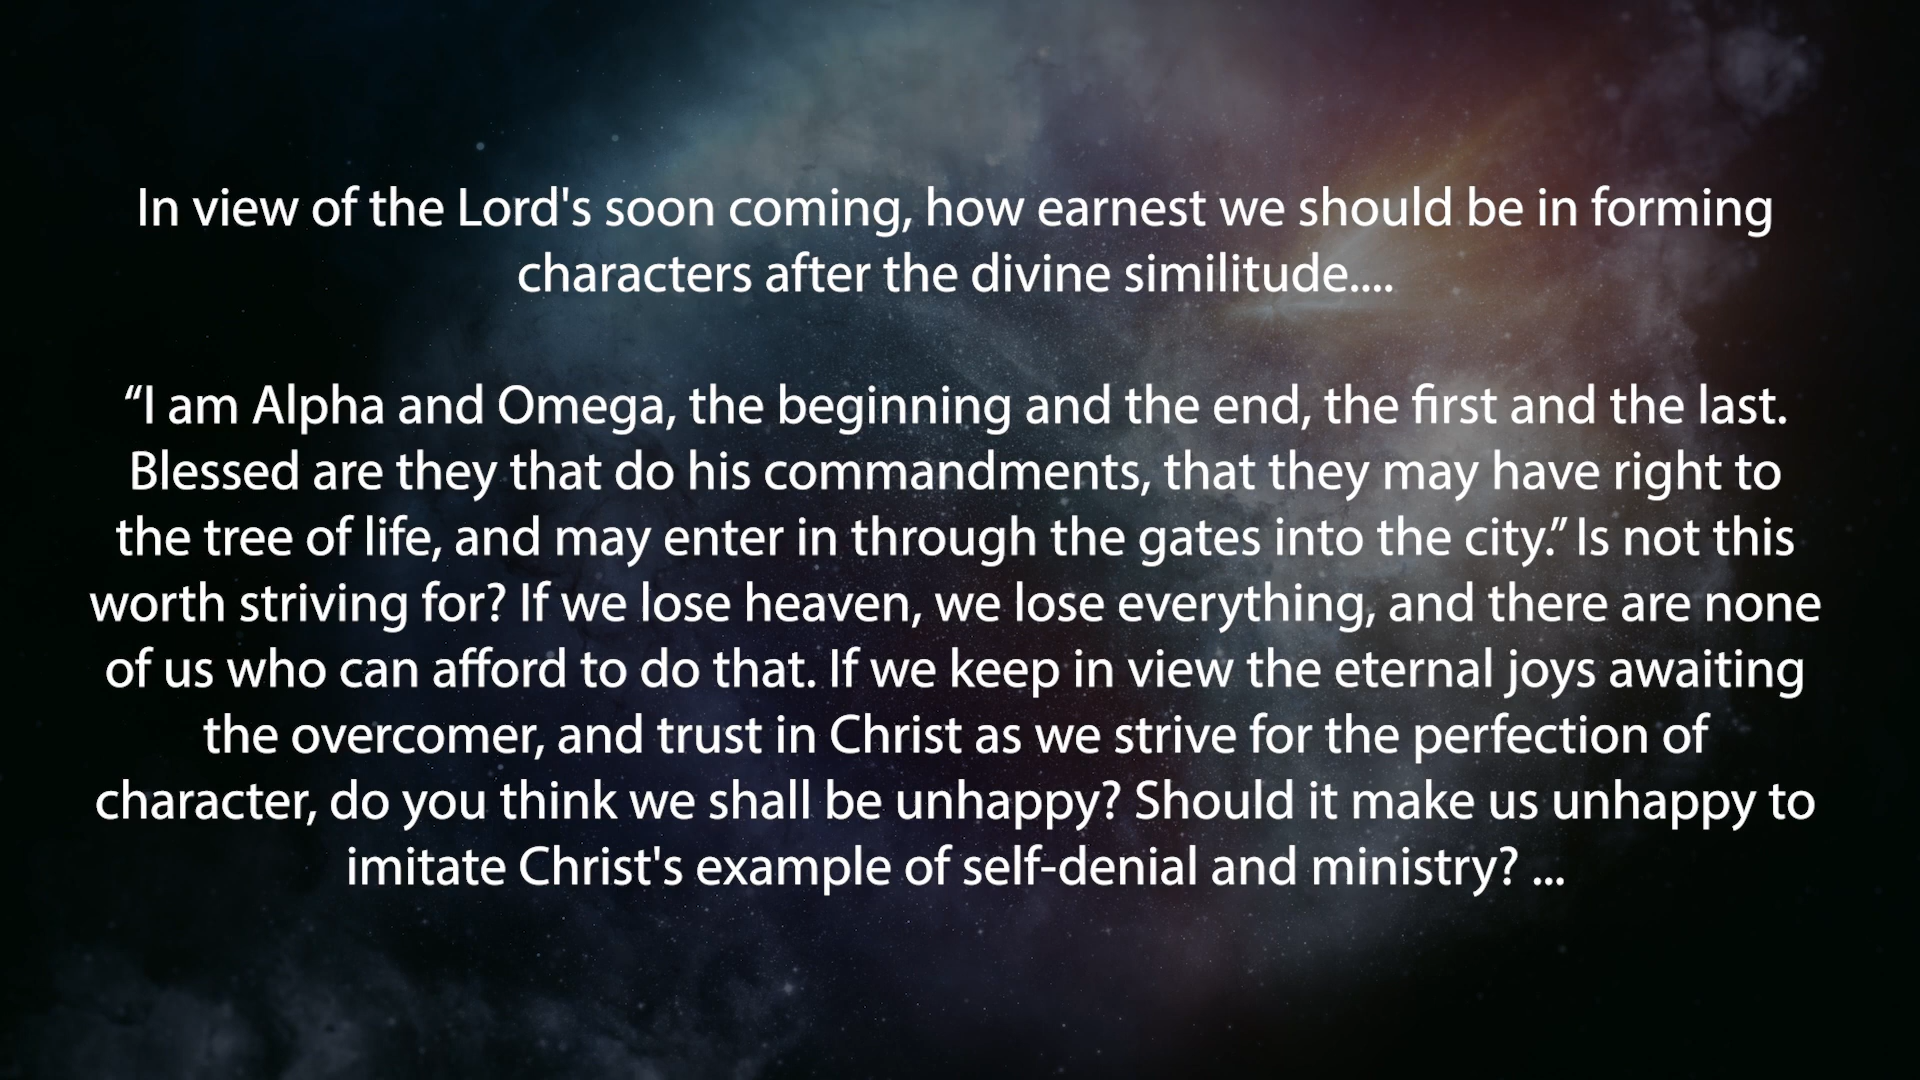 In view of the Lord's soon coming, how earnest we should be in forming
characters after the divine similitude....
“I am Alpha and Omega, the beginning and the end, the first and the last.
Blessed are they that do his commandments, that they may have right to
the tree of life, and may enter in through the gates into the city.” Is not this
worth striving for? If we lose heaven, we lose everything, and there are none
of us who can afford to do that. If we keep in view the eternal joys awaiting
the overcomer, and trust in Christ as we strive for the perfection of
character, do you think we shall be unhappy? Should it make us unhappy to
imitate Christ's example of self-denial and ministry? ...